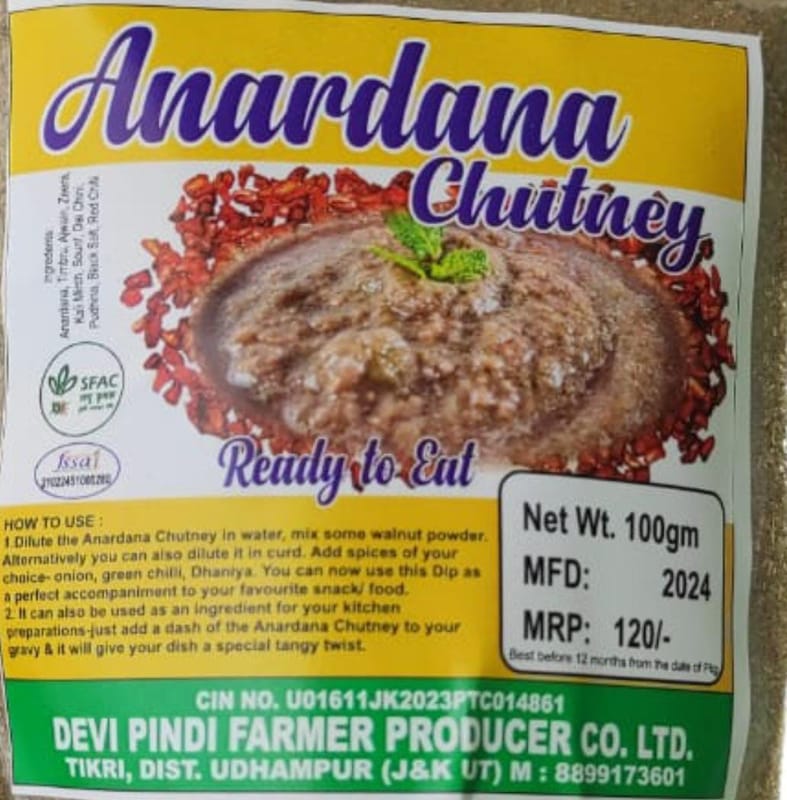 Anardana
Chutney
Ingredients:
Anardana, Timbru, Ajwain, Zeera,
Kali Mirch, Sounf, Dal Chini,
Pudhina, Black Salt, Red Chilli
SFAC
fssai
HOW TO USE :
1.Dilute the Anardana Chutney in water, mix some walnut powder.
Alternatively you can also dilute it in curd. Add spices of your
choice- onion, green chilli, Dhaniya. You can now use this Dip as
a perfect accompaniment to your favourite snack/ food.
2. It can also be used as an ingredient for your kitchen
preparations-just add a dash of the Anardana Chutney to your
gravy & it will give your dish a special tangy twist.
Ready to Eat
Net Wt. 100gm
MFD: 2024
MRP: 120/-
Best before 12 months from the date of Pkg
CIN NO. U01611JK2023PTC014861
DEVI PINDI FARMER PRODUCER CO. LTD.
TIKRI, DIST. UDHAMPUR (J&K UT) M : 8899173601